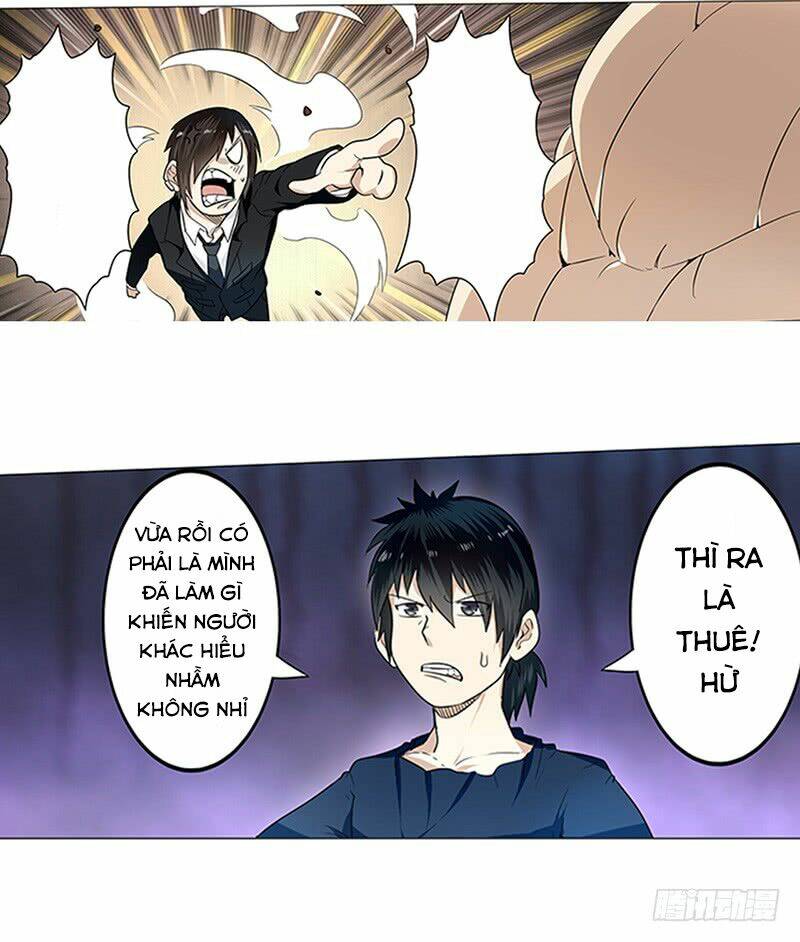 VỪA RỒI CÓ
PHẢI LÀ MÌNH
ĐÃ LÀM GÌ
KHIẾN NGƯỜI
KHÁC HIỂU
NHẦM
KHÔNG NHỈ
THÌ RA
LÀ
THUÊ!
HỪ
腾讯动漫